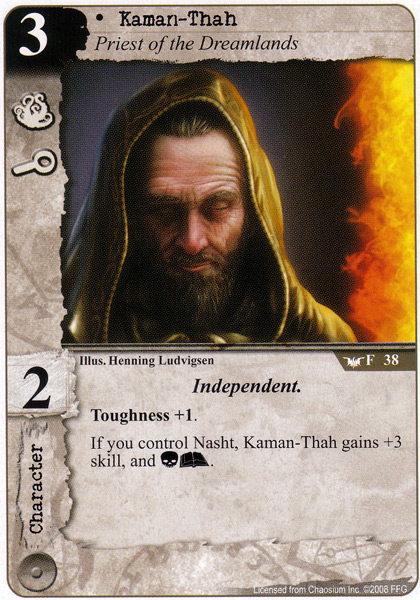 3
• Kaman-Thah
Priest of the Dreamlands
Illus. Henning Ludvigsen
F 38
2
Independent.
Toughness +1.
If you control Nasht, Kaman-Thah gains +3
skill, and .
Character
Licensed from Chaosium Inc. ©2008 FFG